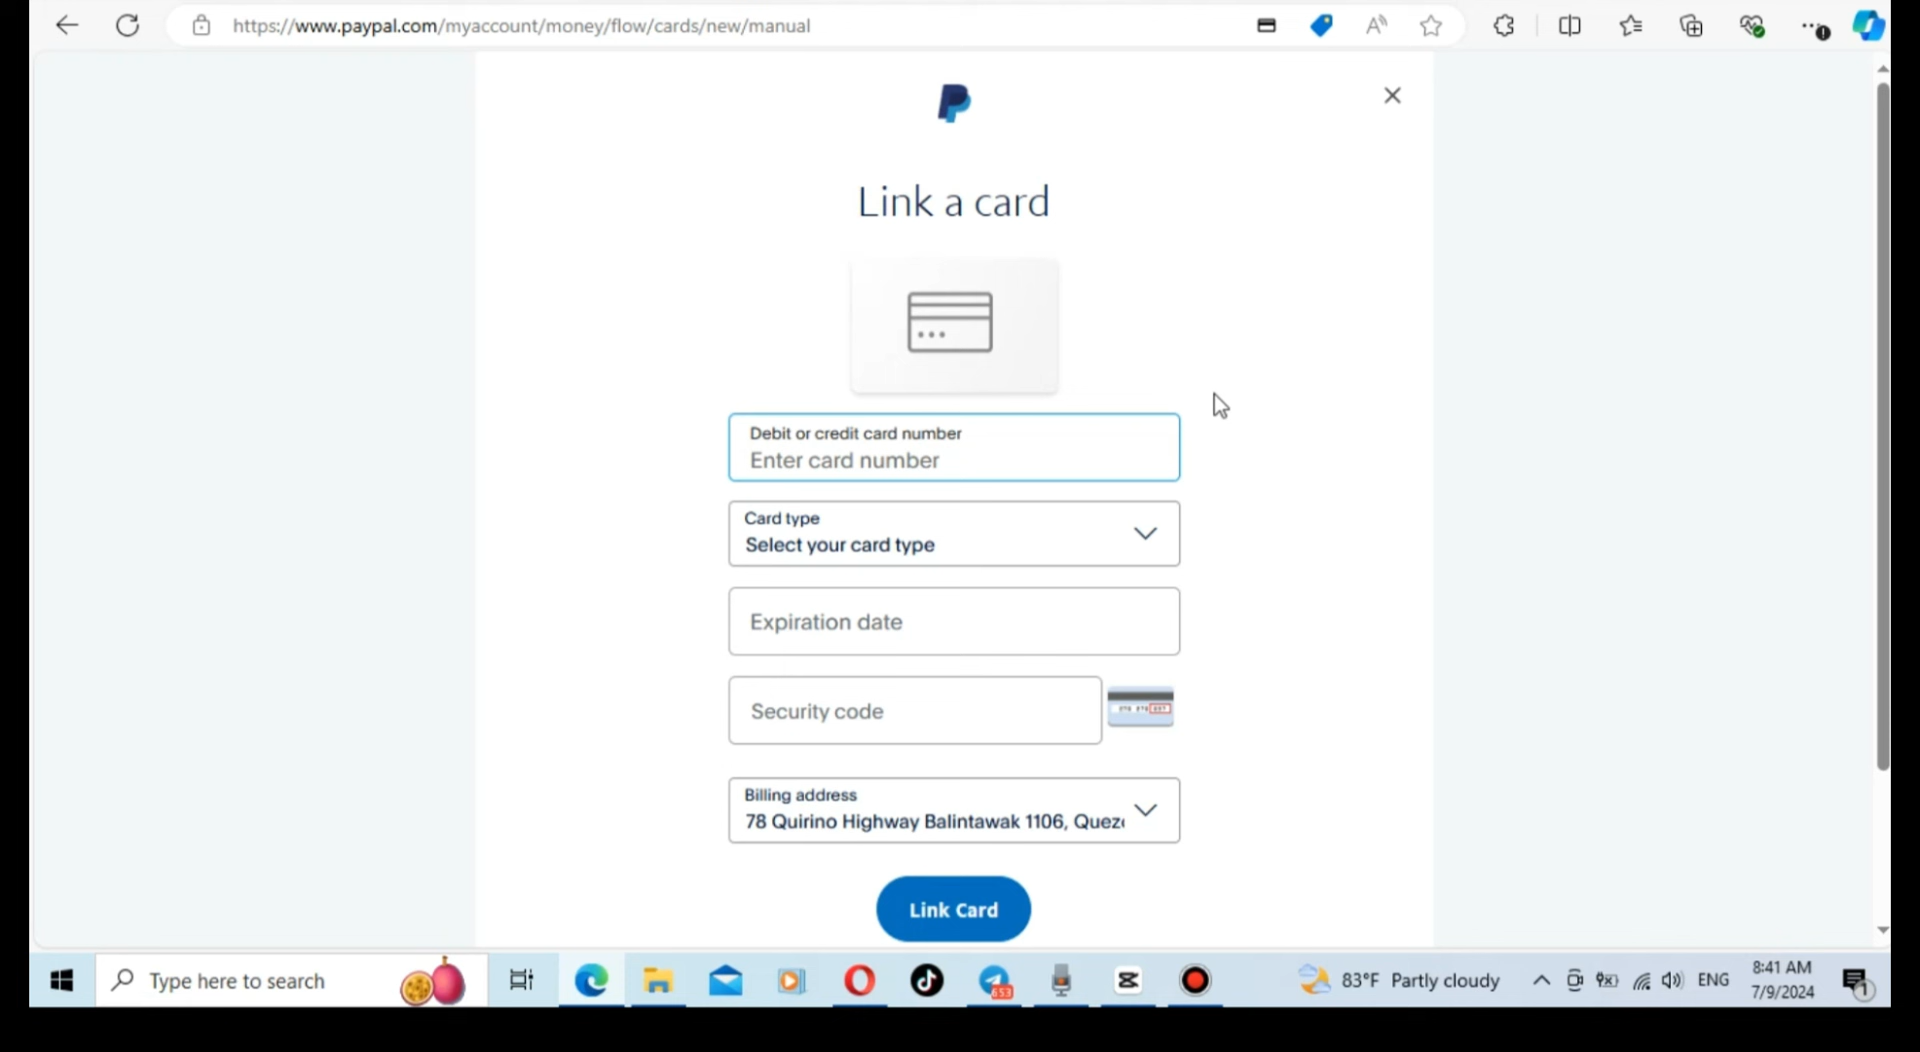 https://www.paypal.com/myaccount/money/flow/cards/new/manual
Link a card
Debit or credit card number
Enter card number
Card type
Select your card type
Expiration date
Security code
Billing address
78 Quirino Highway Balintawak 1106, Quez
Link Card
Type here to search
653
83°F Partly cloudy
ENG
8:41 AM
7/9/2024
1